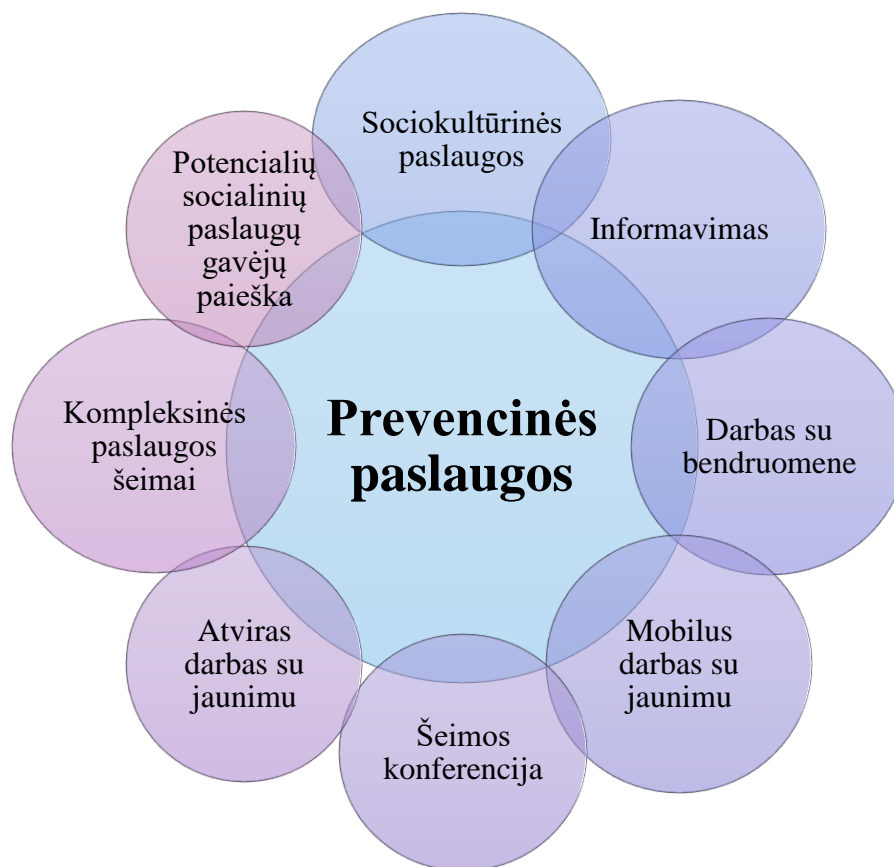 Sociokultūrinės
paslaugos
Informavimas
Darbas su
bendruomene
Mobilus
darbas su
jaunimu
Šeimos
konferencija
Atviras
darbas su
jaunimu
Kompleksinės
paslaugos
šeimai
Potencialių
socialinių
paslaugų
gavėjų
paieška
Prevencinės
paslaugos